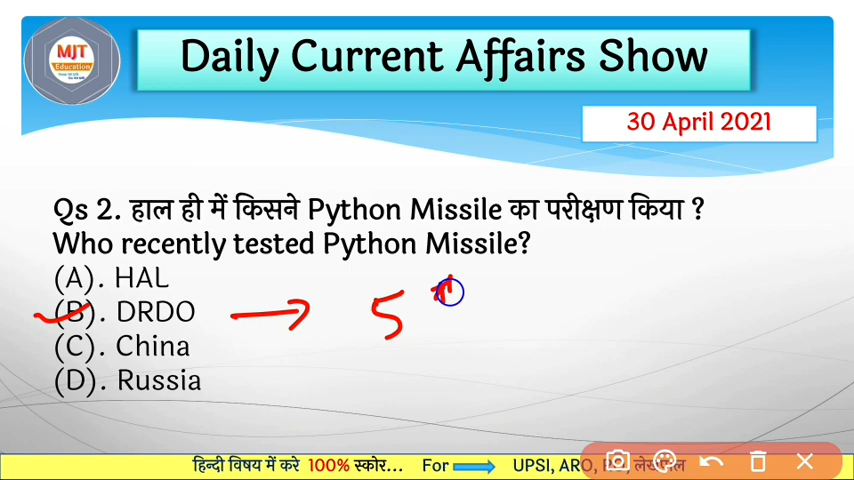 MJT
Education
Daily Current Affairs Show
30 April 2021
Qs 2. हाल ही में किसने Python Missile का परीक्षण किया ?
Who recently tested Python Missile?
(A). HAL
(B). DRDO → 5
(C). China
(D). Russia
हिन्दी विषय में करे 100% स्कोर... For UPSI, ARO,